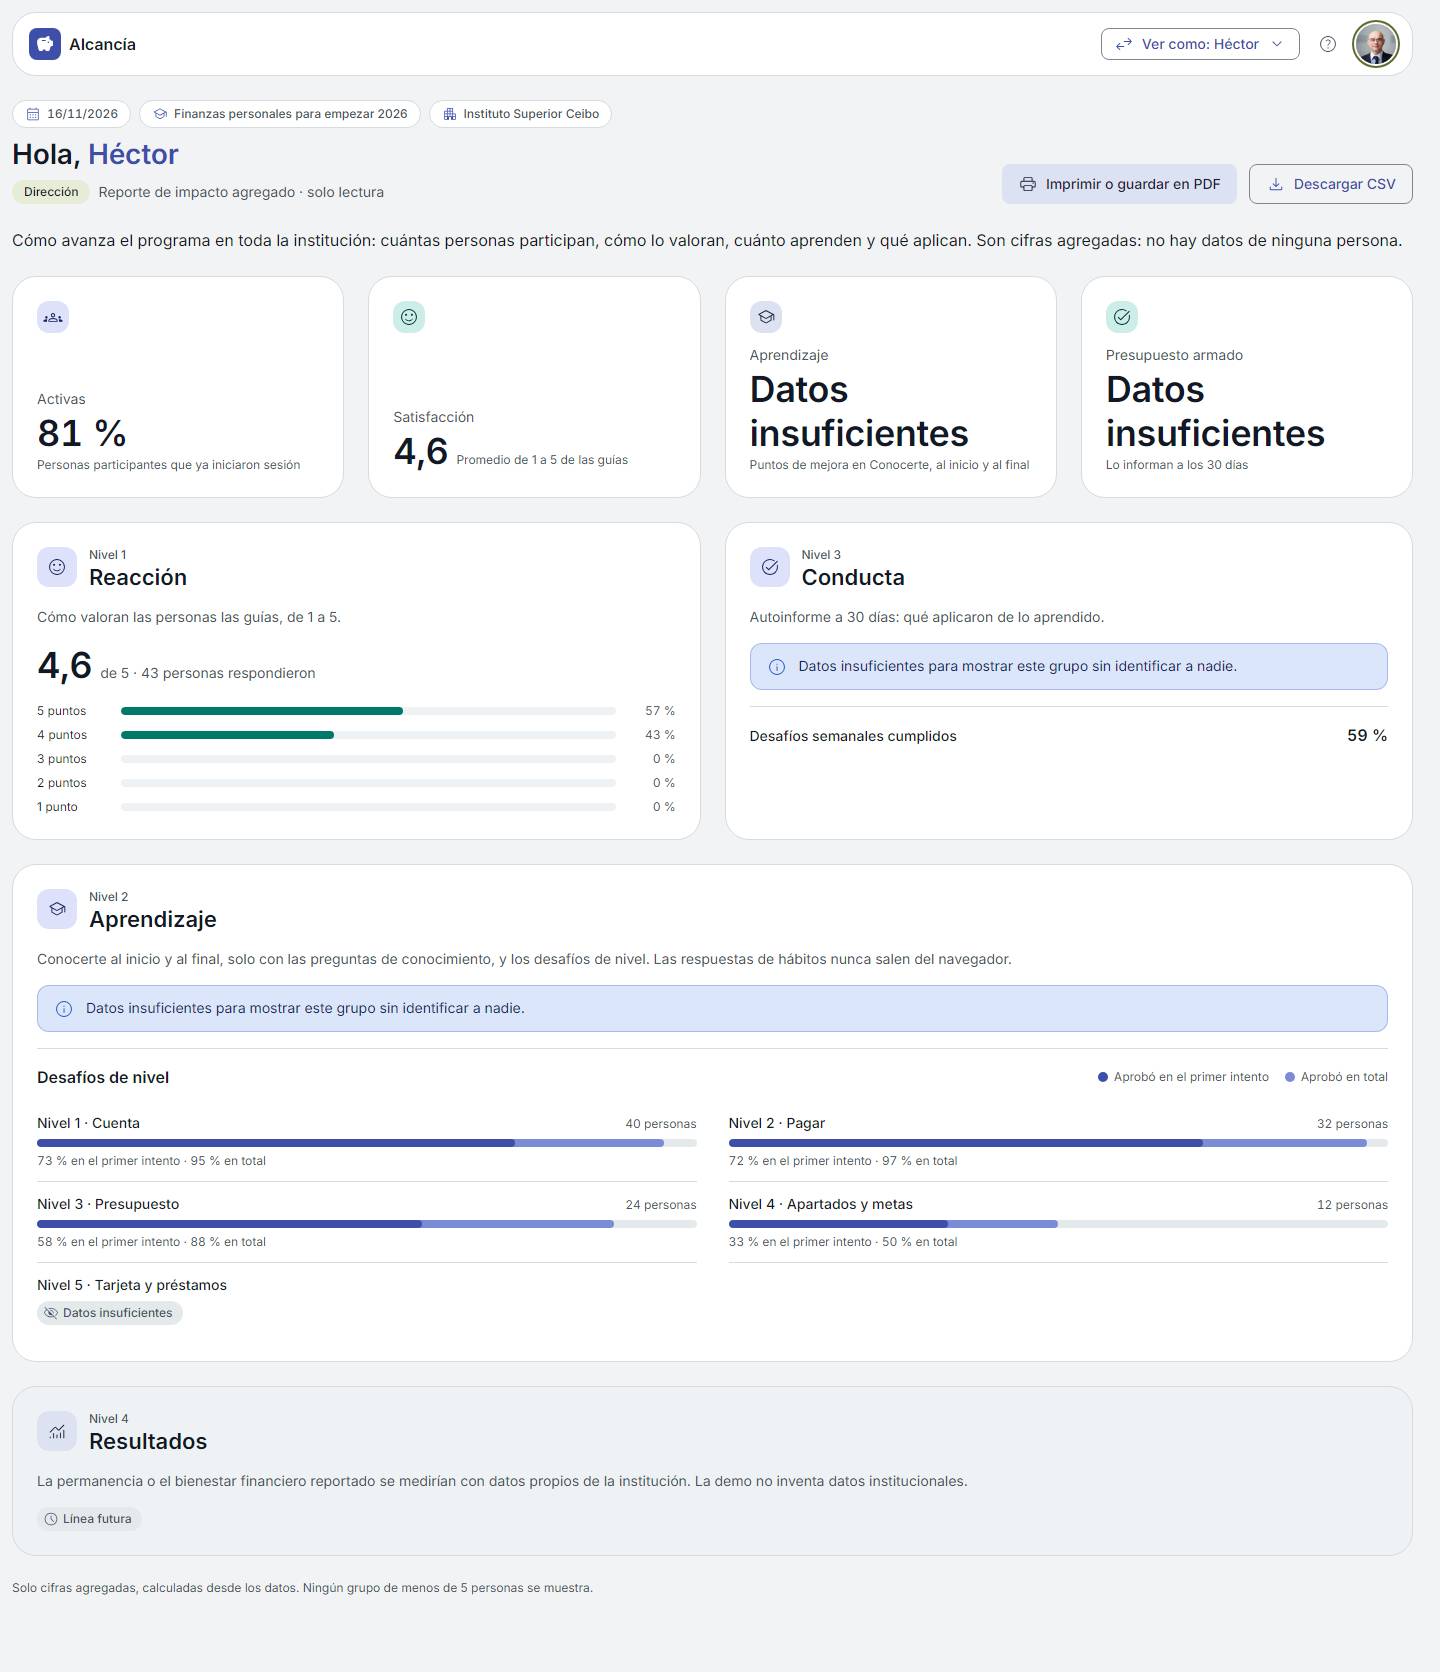 Alcancía
Ver como: Héctor
16/11/2026
Finanzas personales para empezar 2026
Instituto Superior Ceibo
Hola, Héctor
Dirección
Reporte de impacto agregado · solo lectura
Imprimir o guardar en PDF
Descargar CSV
Cómo avanza el programa en toda la institución: cuántas personas participan, cómo lo valoran, cuánto aprenden y qué aplican. Son cifras agregadas: no hay datos de ninguna persona.
Activas
81 %
Personas participantes que ya iniciaron sesión
Satisfacción
4,6 Promedio de 1 a 5 de las guías
Aprendizaje
Datos
insuficientes
Puntos de mejora en Conocerte, al inicio y al final
Presupuesto armado
Datos
insuficientes
Lo informan a los 30 días
Nivel 1
Reacción
Cómo valoran las personas las guías, de 1 a 5.
4,6 de 5 · 43 personas respondieron
5 puntos 57 %
4 puntos 43 %
3 puntos 0 %
2 puntos 0 %
1 punto 0 %
Nivel 3
Conducta
Autoinforme a 30 días: qué aplicaron de lo aprendido.
Datos insuficientes para mostrar este grupo sin identificar a nadie.
Desafíos semanales cumplidos 59 %
Nivel 2
Aprendizaje
Conocerte al inicio y al final, solo con las preguntas de conocimiento, y los desafíos de nivel. Las respuestas de hábitos nunca salen del navegador.
Datos insuficientes para mostrar este grupo sin identificar a nadie.
Desafíos de nivel
Aprobó en el primer intento
Aprobó en total
Nivel 1 · Cuenta 40 personas
73 % en el primer intento · 95 % en total
Nivel 2 · Pagar 32 personas
72 % en el primer intento · 97 % en total
Nivel 3 · Presupuesto 24 personas
58 % en el primer intento · 88 % en total
Nivel 4 · Apartados y metas 12 personas
33 % en el primer intento · 50 % en total
Nivel 5 · Tarjeta y préstamos
Datos insuficientes
Nivel 4
Resultados
La permanencia o el bienestar financiero reportado se medirían con datos propios de la institución. La demo no inventa datos institucionales.
Línea futura
Solo cifras agregadas, calculadas desde los datos. Ningún grupo de menos de 5 personas se muestra.